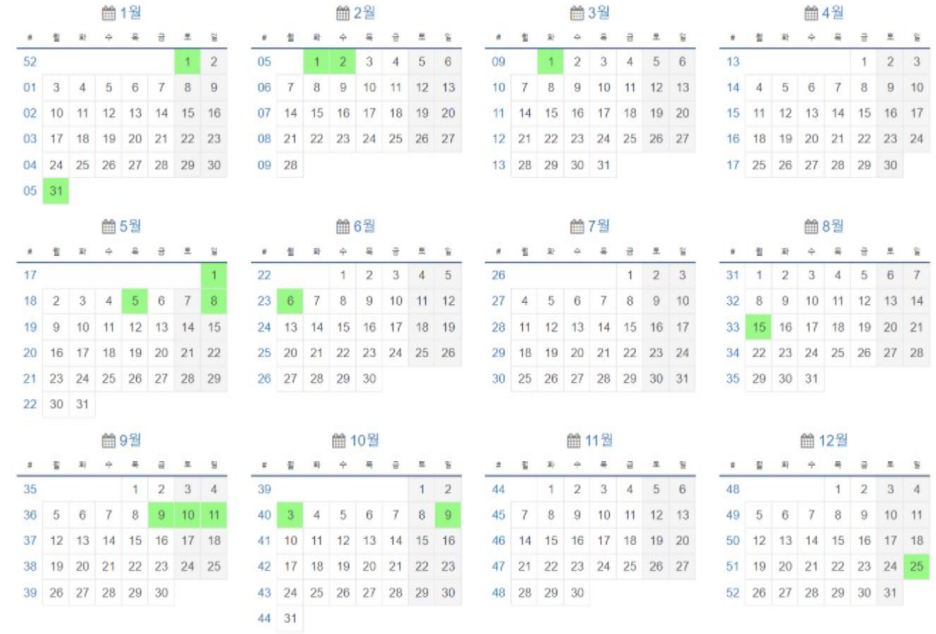 1월
# 월 화 수 목 금 토 일
52 1 2
01 3 4 5 6 7 8 9
02 10 11 12 13 14 15 16
03 17 18 19 20 21 22 23
04 24 25 26 27 28 29 30
05 31
2월
# 월 화 수 목 금 토 일
05 1 2 3 4 5 6
06 7 8 9 10 11 12 13
07 14 15 16 17 18 19 20
08 21 22 23 24 25 26 27
09 28
3월
# 월 화 수 목 금 토 일
09 1 2 3 4 5 6
10 7 8 9 10 11 12 13
11 14 15 16 17 18 19 20
12 21 22 23 24 25 26 27
13 28 29 30 31
4월
# 월 화 수 목 금 토 일
13 1 2 3
14 4 5 6 7 8 9 10
15 11 12 13 14 15 16 17
16 18 19 20 21 22 23 24
17 25 26 27 28 29 30
5월
# 월 화 수 목 금 토 일
17 1
18 2 3 4 5 6 7 8
19 9 10 11 12 13 14 15
20 16 17 18 19 20 21 22
21 23 24 25 26 27 28 29
22 30 31
6월
# 월 화 수 목 금 토 일
22 1 2 3 4 5
23 6 7 8 9 10 11 12
24 13 14 15 16 17 18 19
25 20 21 22 23 24 25 26
26 27 28 29 30
7월
# 월 화 수 목 금 토 일
26 1 2 3
27 4 5 6 7 8 9 10
28 11 12 13 14 15 16 17
29 18 19 20 21 22 23 24
30 25 26 27 28 29 30 31
8월
# 월 화 수 목 금 토 일
31 1 2 3 4 5 6 7
32 8 9 10 11 12 13 14
33 15 16 17 18 19 20 21
34 22 23 24 25 26 27 28
35 29 30 31
9월
# 월 화 수 목 금 토 일
35 1 2 3 4
36 5 6 7 8 9 10 11
37 12 13 14 15 16 17 18
38 19 20 21 22 23 24 25
39 26 27 28 29 30
10월
# 월 화 수 목 금 토 일
39 1 2
40 3 4 5 6 7 8 9
41 10 11 12 13 14 15 16
42 17 18 19 20 21 22 23
43 24 25 26 27 28 29 30
44 31
11월
# 월 화 수 목 금 토 일
44 1 2 3 4 5 6
45 7 8 9 10 11 12 13
46 14 15 16 17 18 19 20
47 21 22 23 24 25 26 27
48 28 29 30
12월
# 월 화 수 목 금 토 일
48 1 2 3 4
49 5 6 7 8 9 10 11
50 12 13 14 15 16 17 18
51 19 20 21 22 23 24 25
52 26 27 28 29 30 31